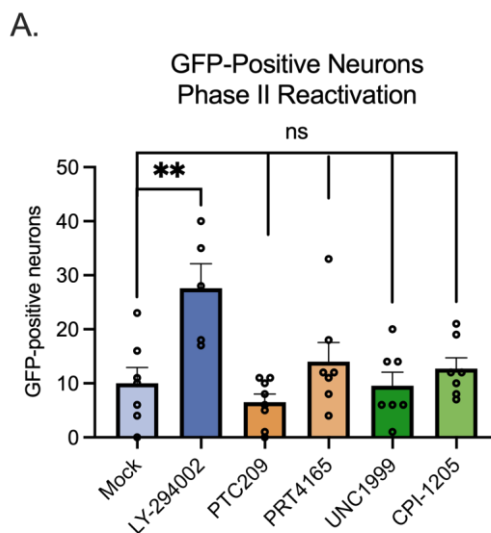 A.
GFP-Positive Neurons
Phase II Reactivation
ns
**
GFP-positive neurons
50
40
30
20
10
0
Mock
LY-294002
PTC209
PRT4165
UNC1999
CPI-1205